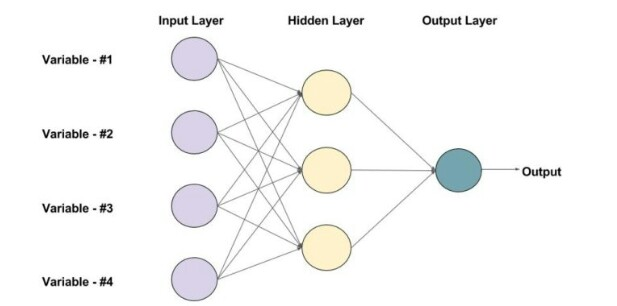 Input Layer
Hidden Layer
Output Layer
Variable - #1
Variable - #2
Variable - #3
Variable - #4
Output